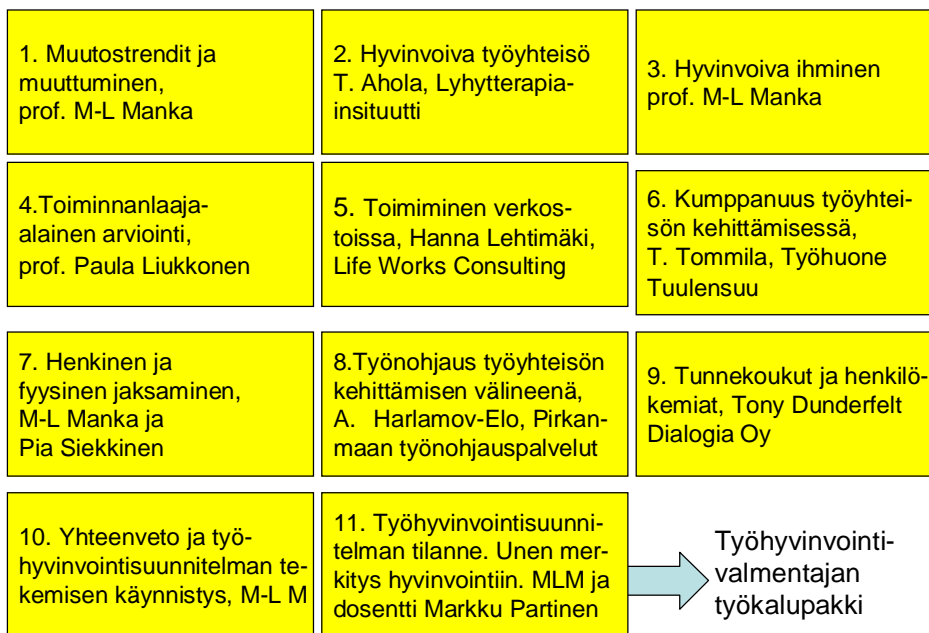 1. Muutostrendit ja
muuttuminen,
prof. M-L Manka
2. Hyvinvoiva työyhteisö
T. Ahola, Lyhytterapia-
insituutti
3. Hyvinvoiva ihminen
prof. M-L Manka
4.Toiminnanlaaja-
alainen arviointi,
prof. Paula Liukkonen
5. Toimiminen verkos-
toissa, Hanna Lehtimäki,
Life Works Consulting
6. Kumppanuus työyhtei-
sön kehittämisessä,
T. Tommila, Työhuone
Tuulensuu
7. Henkinen ja
fyysinen jaksaminen,
M-L Manka ja
Pia Siekkinen
8.Työnohjaus työyhteisön
kehittämisen välineenä,
A. Harlamov-Elo, Pirkan-
maan työnohjauspalvelut
9. Tunnekoukut ja henkilö-
kemiat, Tony Dunderfelt
Dialogia Oy
10. Yhteenveto ja työ-
hyvinvointisuunnitelman te-
kemisen käynnistys, M-L M
11. Työhyvinvointisuunni-
telman tilanne. Unen mer-
kitys hyvinvointiin. MLM ja
dosentti Markku Partinen
Työhyvinvointi-
valmentajan
työkalupakki